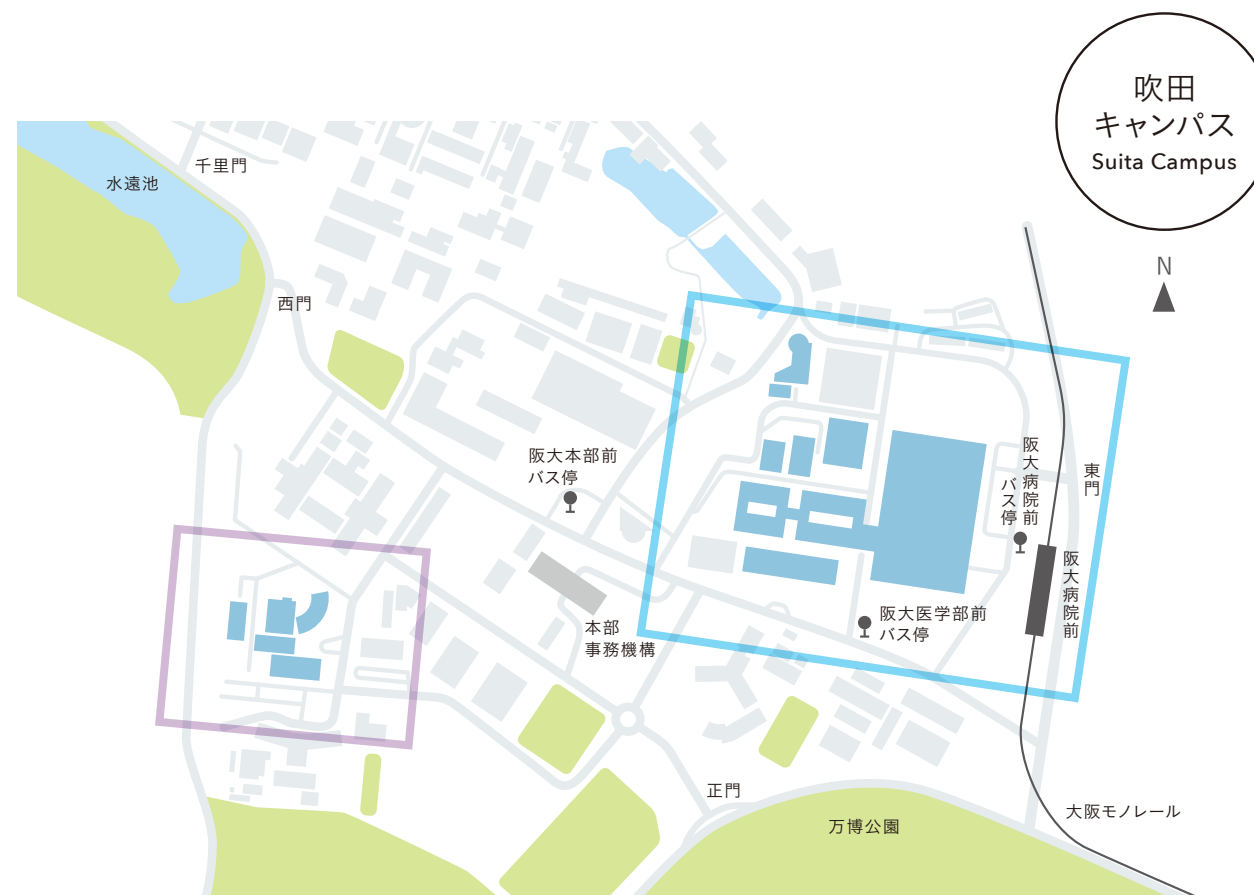 吹田
キャンパス
Suita Campus
N
千里門
水遠池
西門
阪大本部前
バス停
阪大病院前
バス停
東門
阪大病院前
阪大医学部前
バス停
本部
事務機構
正門
大阪モノレール
万博公園